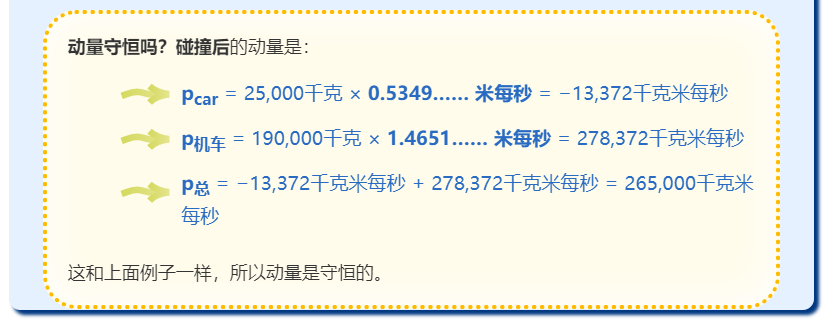 动量守恒吗？碰撞后的动量是：
pcar = 25,000千克 × 0.5349…… 米每秒 = −13,372千克米每秒
p机车 = 190,000千克 × 1.4651…… 米每秒 = 278,372千克米每秒
p总 = −13,372千克米每秒 + 278,372千克米每秒 = 265,000千克米
每秒
这和上面例子一样，所以动量是守恒的。